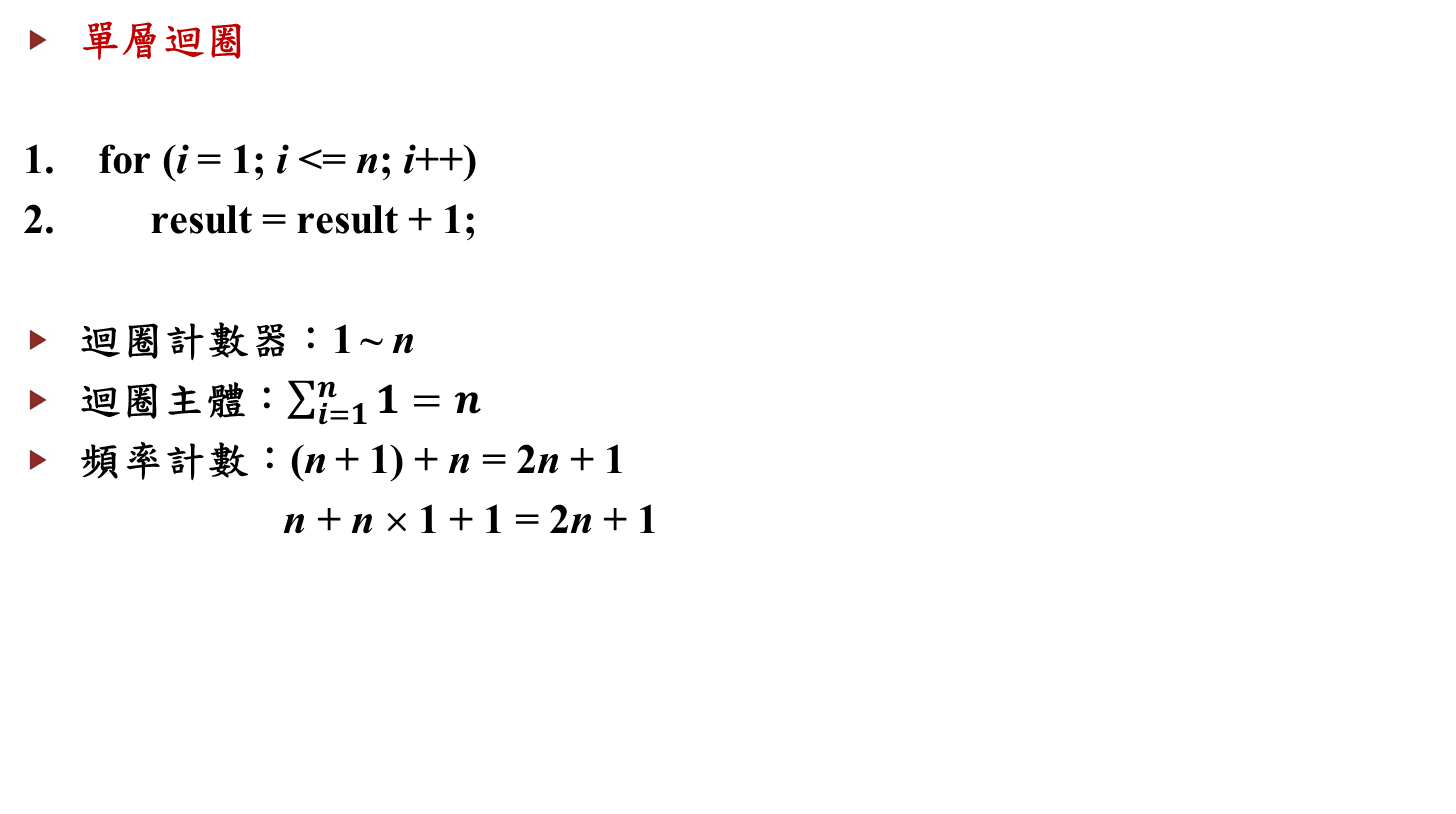 單層迴圈
1. for (i = 1; i <= n; i++)
2. result = result + 1;
迴圈計數器：1 ~ n
迴圈主體：∑_{i=1}^{n} 1 = n
頻率計數：(n + 1) + n = 2n + 1
n + n × 1 + 1 = 2n + 1